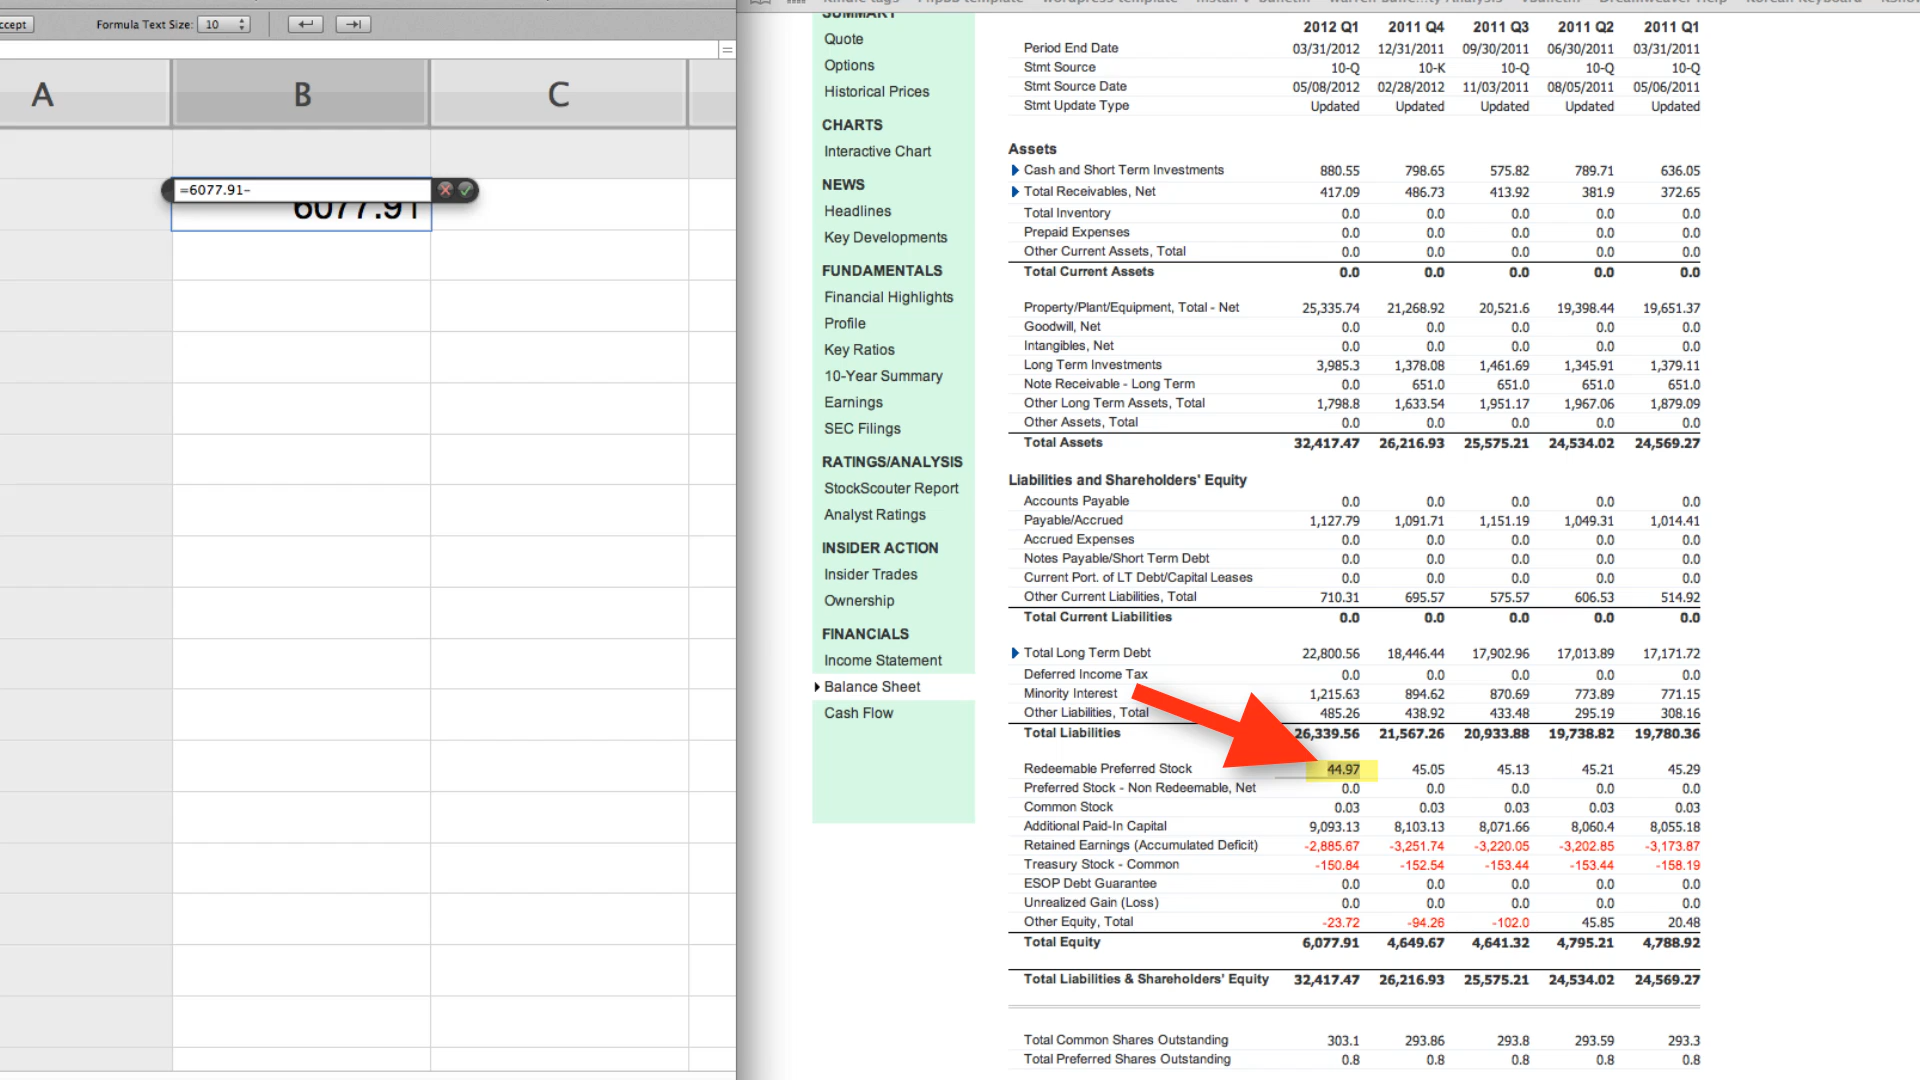 ccept
Formula Text Size: 10
=
A B C
=6077.91-
6077.91
SUMMARY
Quote
Options
Historical Prices
CHARTS
Interactive Chart
NEWS
Headlines
Key Developments
FUNDAMENTALS
Financial Highlights
Profile
Key Ratios
10-Year Summary
Earnings
SEC Filings
RATINGS/ANALYSIS
StockScouter Report
Analyst Ratings
INSIDER ACTION
Insider Trades
Ownership
FINANCIALS
Income Statement
Balance Sheet
Cash Flow
2012 Q1 2011 Q4 2011 Q3 2011 Q2 2011 Q1
Period End Date 03/31/2012 12/31/2011 09/30/2011 06/30/2011 03/31/2011
Stmt Source 10-Q 10-K 10-Q 10-Q 10-Q
Stmt Source Date 05/08/2012 02/28/2012 11/03/2011 08/05/2011 05/06/2011
Stmt Update Type Updated Updated Updated Updated Updated
Assets
Cash and Short Term Investments 880.55 798.65 575.82 789.71 636.05
Total Receivables, Net 417.09 486.73 413.92 381.9 372.65
Total Inventory 0.0 0.0 0.0 0.0 0.0
Prepaid Expenses 0.0 0.0 0.0 0.0 0.0
Other Current Assets, Total 0.0 0.0 0.0 0.0 0.0
Total Current Assets 0.0 0.0 0.0 0.0 0.0
Property/Plant/Equipment, Total - Net 25,335.74 21,268.92 20,521.6 19,398.44 19,651.37
Goodwill, Net 0.0 0.0 0.0 0.0 0.0
Intangibles, Net 0.0 0.0 0.0 0.0 0.0
Long Term Investments 3,985.3 1,378.08 1,461.69 1,345.91 1,379.11
Note Receivable - Long Term 0.0 651.0 651.0 651.0 651.0
Other Long Term Assets, Total 1,798.8 1,633.54 1,951.17 1,967.06 1,879.09
Other Assets, Total 0.0 0.0 0.0 0.0 0.0
Total Assets 32,417.47 26,216.93 25,575.21 24,534.02 24,569.27
Liabilities and Shareholders' Equity
Accounts Payable 0.0 0.0 0.0 0.0 0.0
Payable/Accrued 1,127.79 1,091.71 1,151.19 1,049.31 1,014.41
Accrued Expenses 0.0 0.0 0.0 0.0 0.0
Notes Payable/Short Term Debt 0.0 0.0 0.0 0.0 0.0
Current Port. of LT Debt/Capital Leases 0.0 0.0 0.0 0.0 0.0
Other Current Liabilities, Total 710.31 695.57 575.57 606.53 514.92
Total Current Liabilities 0.0 0.0 0.0 0.0 0.0
Total Long Term Debt 22,800.56 18,446.44 17,902.96 17,013.89 17,171.72
Deferred Income Tax 0.0 0.0 0.0 0.0 0.0
Minority Interest 1,215.63 894.62 870.69 773.89 771.15
Other Liabilities, Total 485.26 438.92 433.48 295.19 308.16
Total Liabilities 26,339.56 21,567.26 20,933.88 19,738.82 19,780.36
Redeemable Preferred Stock 44.97 45.05 45.13 45.21 45.29
Preferred Stock - Non Redeemable, Net 0.0 0.0 0.0 0.0 0.0
Common Stock 0.03 0.03 0.03 0.03 0.03
Additional Paid-In Capital 9,093.13 8,103.13 8,071.66 8,060.4 8,055.18
Retained Earnings (Accumulated Deficit) -2,885.67 -3,251.74 -3,220.05 -3,202.85 -3,173.87
Treasury Stock - Common -150.84 -152.54 -153.44 -153.44 -158.19
ESOP Debt Guarantee 0.0 0.0 0.0 0.0 0.0
Unrealized Gain (Loss) 0.0 0.0 0.0 0.0 0.0
Other Equity, Total -23.72 -94.26 -102.0 45.85 20.48
Total Equity 6,077.91 4,649.67 4,641.32 4,795.21 4,788.92
Total Liabilities & Shareholders' Equity 32,417.47 26,216.93 25,575.21 24,534.02 24,569.27
Total Common Shares Outstanding 303.1 293.86 293.8 293.59 293.3
Total Preferred Shares Outstanding 0.8 0.8 0.8 0.8 0.8